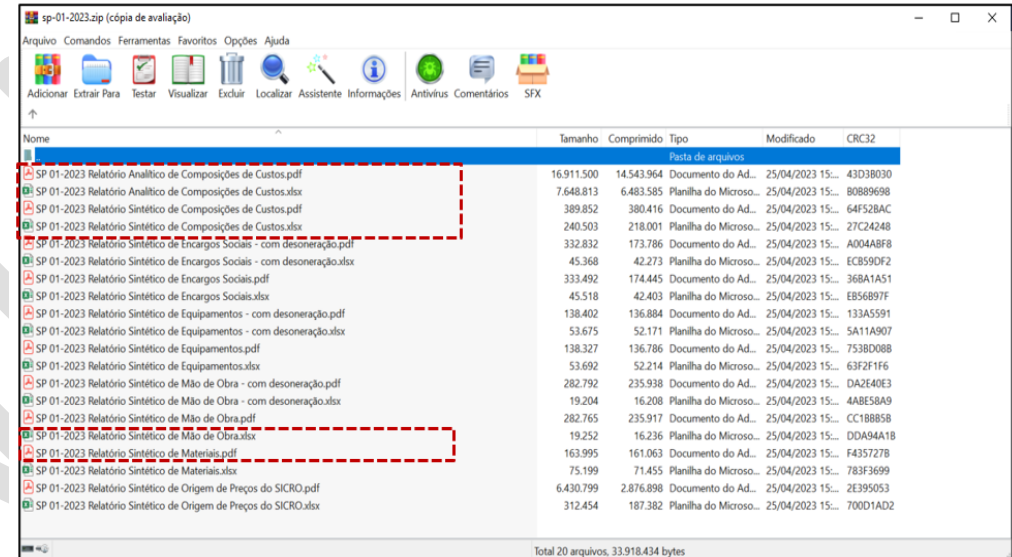 sp-01-2023.zip (cópia de avaliação)
Arquivo Comandos Ferramentas Favoritos Opções Ajuda
Adicionar Extrair Para Testar Visualizar Excluir Localizar Assistente Informações Antivírus Comentários SFX
Nome Tamanho Comprimido Tipo Modificado CRC32
.. Pasta de arquivos
SP 01-2023 Relatório Analítico de Composições de Custos.pdf 16.911.500 14.543.964 Documento do Ad... 25/04/2023 15:... 43D3B030
SP 01-2023 Relatório Analítico de Composições de Custos.xlsx 7.648.813 6.483.585 Planilha do Microso... 25/04/2023 15:... B0B89698
SP 01-2023 Relatório Sintético de Composições de Custos.pdf 389.852 380.416 Documento do Ad... 25/04/2023 15:... 64F52BAC
SP 01-2023 Relatório Sintético de Composições de Custos.xlsx 240.503 218.001 Planilha do Microso... 25/04/2023 15:... 27C24248
SP 01-2023 Relatório Sintético de Encargos Sociais - com desoneração.pdf 332.832 173.786 Documento do Ad... 25/04/2023 15:... A004ABF8
SP 01-2023 Relatório Sintético de Encargos Sociais - com desoneração.xlsx 45.368 42.273 Planilha do Microso... 25/04/2023 15:... ECB59DF2
SP 01-2023 Relatório Sintético de Encargos Sociais.pdf 333.492 174.445 Documento do Ad... 25/04/2023 15:... 36BA1A51
SP 01-2023 Relatório Sintético de Encargos Sociais.xlsx 45.518 42.403 Planilha do Microso... 25/04/2023 15:... EB56B97F
SP 01-2023 Relatório Sintético de Equipamentos - com desoneração.pdf 138.402 136.884 Documento do Ad... 25/04/2023 15:... 133A5591
SP 01-2023 Relatório Sintético de Equipamentos - com desoneração.xlsx 53.675 52.171 Planilha do Microso... 25/04/2023 15:... 5A11A907
SP 01-2023 Relatório Sintético de Equipamentos.pdf 138.327 136.786 Documento do Ad... 25/04/2023 15:... 753BD08B
SP 01-2023 Relatório Sintético de Equipamentos.xlsx 53.692 52.214 Planilha do Microso... 25/04/2023 15:... 63F2F1F6
SP 01-2023 Relatório Sintético de Mão de Obra - com desoneração.pdf 282.792 235.938 Documento do Ad... 25/04/2023 15:... DA2E40E3
SP 01-2023 Relatório Sintético de Mão de Obra - com desoneração.xlsx 19.204 16.208 Planilha do Microso... 25/04/2023 15:... 4ABE58A9
SP 01-2023 Relatório Sintético de Mão de Obra.pdf 282.765 235.917 Documento do Ad... 25/04/2023 15:... CC1BBB5B
SP 01-2023 Relatório Sintético de Mão de Obra.xlsx 19.252 16.236 Planilha do Microso... 25/04/2023 15:... DDA94A1B
SP 01-2023 Relatório Sintético de Materiais.pdf 163.995 161.063 Documento do Ad... 25/04/2023 15:... F435727B
SP 01-2023 Relatório Sintético de Materiais.xlsx 75.199 71.455 Planilha do Microso... 25/04/2023 15:... 783F3699
SP 01-2023 Relatório Sintético de Origem de Preços do SICRO.pdf 6.430.799 2.876.898 Documento do Ad... 25/04/2023 15:... 2E395053
SP 01-2023 Relatório Sintético de Origem de Preços do SICRO.xlsx 312.454 187.382 Planilha do Microso... 25/04/2023 15:... 700D1AD2
Total 20 arquivos, 33.918.434 bytes